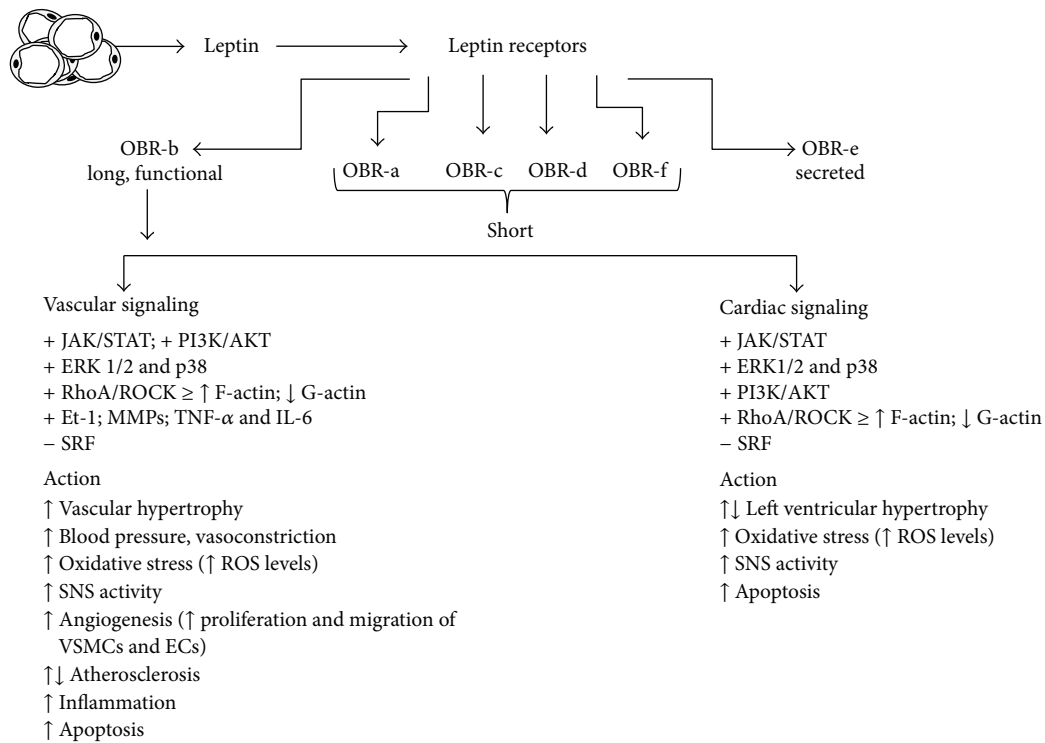 Leptin
Leptin receptors
OBR-b
long, functional
OBR-a
OBR-c
OBR-d
OBR-f
OBR-e
secreted
Short
Vascular signaling
+ JAK/STAT; + PI3K/AKT
+ ERK 1/2 and p38
+ RhoA/ROCK ≥ ↑ F-actin; ↓ G-actin
+ Et-1; MMPs; TNF-α and IL-6
− SRF
Action
↑ Vascular hypertrophy
↑ Blood pressure, vasoconstriction
↑ Oxidative stress (↑ ROS levels)
↑ SNS activity
↑ Angiogenesis (↑ proliferation and migration of
VSMCs and ECs)
↑↓ Atherosclerosis
↑ Inflammation
↑ Apoptosis
Cardiac signaling
+ JAK/STAT
+ ERK1/2 and p38
+ PI3K/AKT
+ RhoA/ROCK ≥ ↑ F-actin; ↓ G-actin
− SRF
Action
↑↓ Left ventricular hypertrophy
↑ Oxidative stress (↑ ROS levels)
↑ SNS activity
↑ Apoptosis